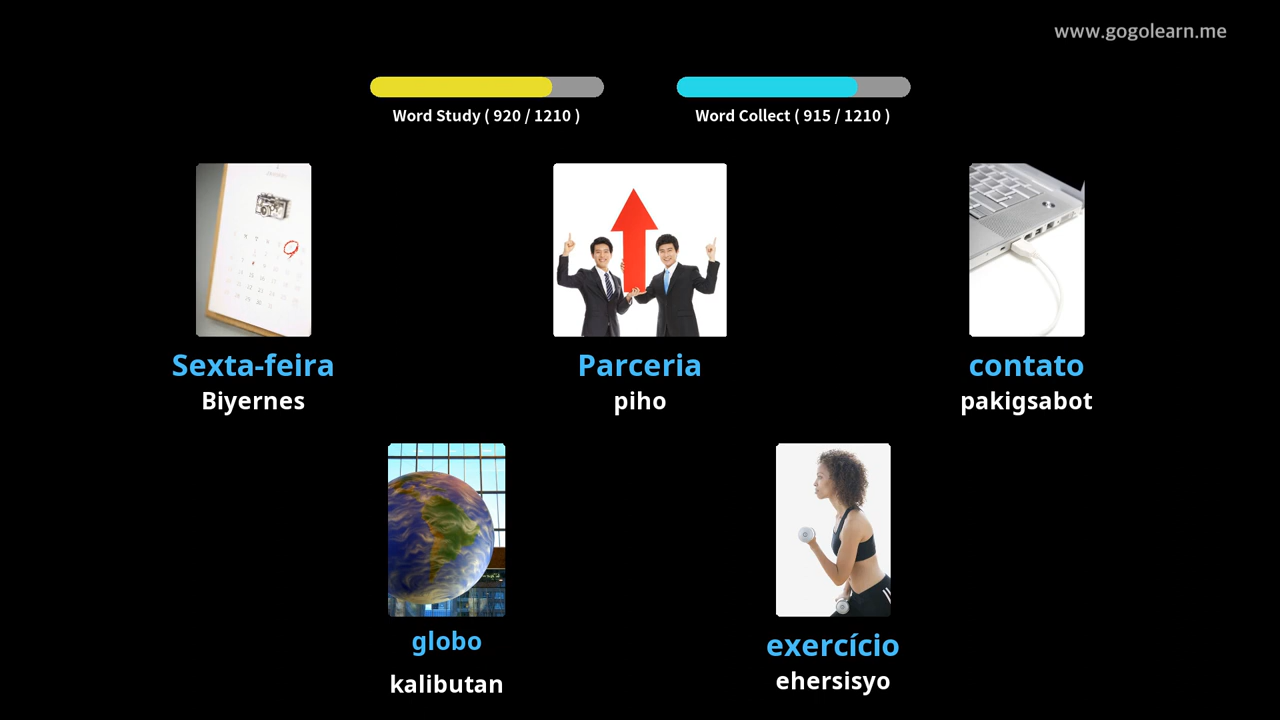 www.gogolearn.me
Word Study ( 920 / 1210 )
Word Collect ( 915 / 1210 )
Sexta-feira
Biyernes
Parceria
piho
contato
pakigsabot
globo
kalibutan
exercício
ehersisyo